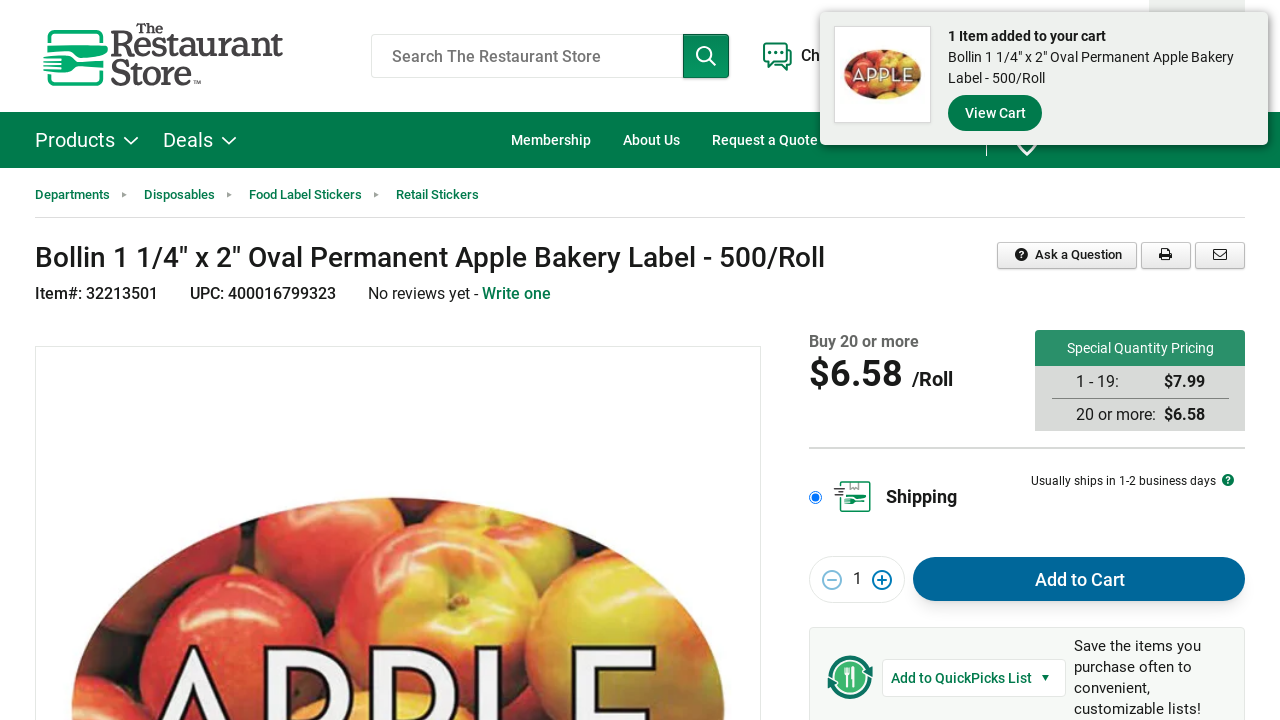 The
Restaurant
Store™
Search The Restaurant Store
Ch
1 Item added to your cart
Bollin 1 1/4" x 2" Oval Permanent Apple Bakery
Label - 500/Roll
View Cart
APPLE
Products
Deals
Membership
About Us
Request a Quote
Departments
Disposables
Food Label Stickers
Retail Stickers
Bollin 1 1/4" x 2" Oval Permanent Apple Bakery Label - 500/Roll
Ask a Question
Item#: 32213501
UPC: 400016799323
No reviews yet - Write one
Buy 20 or more
$6.58 /Roll
Special Quantity Pricing
1 - 19: $7.99
20 or more: $6.58
Usually ships in 1-2 business days
Shipping
1
Add to Cart
Add to QuickPicks List
Save the items you
purchase often to
convenient,
customizable lists!
APPLE